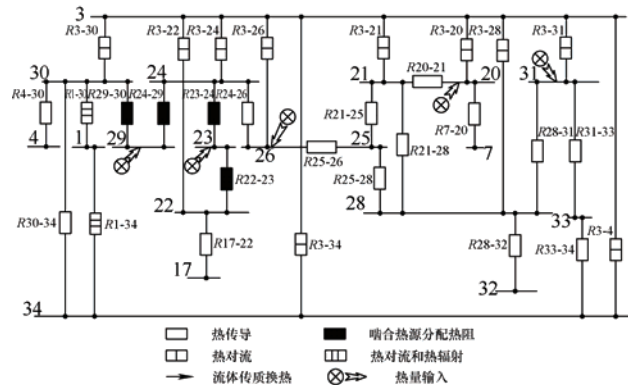 3
R3-30 R3-22 R3-24 R3-26 R3-21 R3-20 R3-28 R3-31
R20-21
30 24 21 20 31
R4-30 R1-30 R29-30 R24-29 R23-24 R24-26 R21-25 R7-20 R28-31 R31-33
4 1 29 23 26 25 7
R25-26 R21-28
R22-23 R25-28
22 28 33
R30-34 R1-34 R17-22 R3-34 R28-32 R33-34 R3-4
17 32
34
热传导 啮合热源分配热阻
热对流 热对流和热辐射
流体传质换热 热量输入